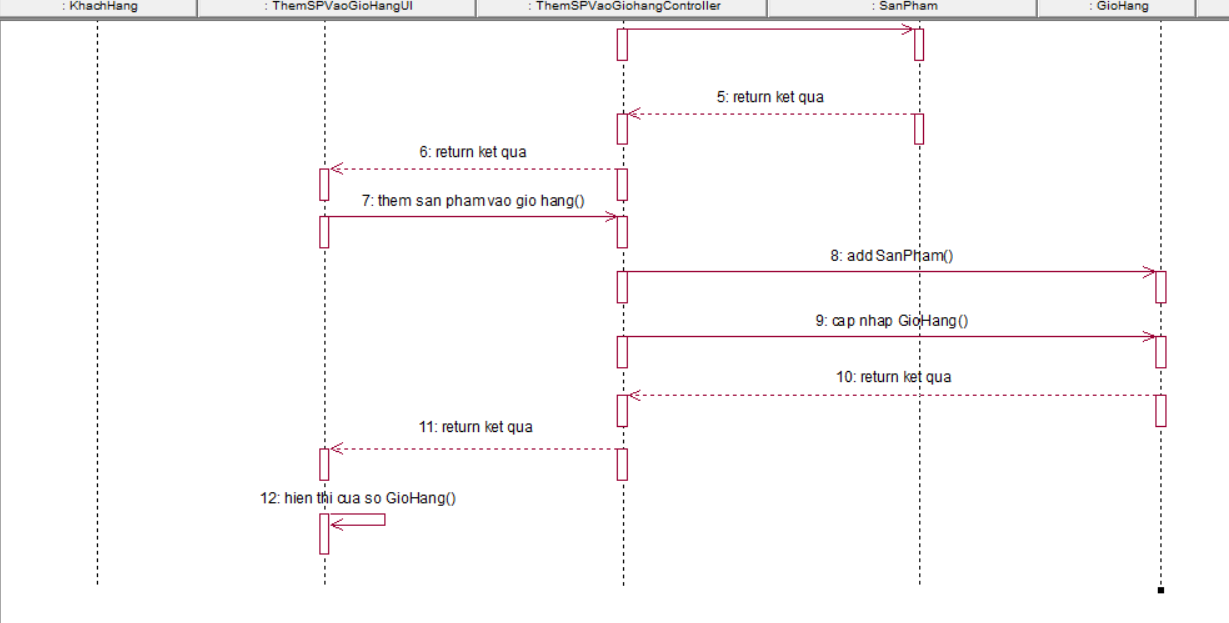 : KhachHang
: ThemSPVaoGioHangUI
: ThemSPVaoGiohangController
: SanPham
: GioHang
5: return ket qua
6: return ket qua
7: them san pham vao gio hang()
8: add SanPham()
9: cap nhap GioHang()
10: return ket qua
11: return ket qua
12: hien thi cua so GioHang()